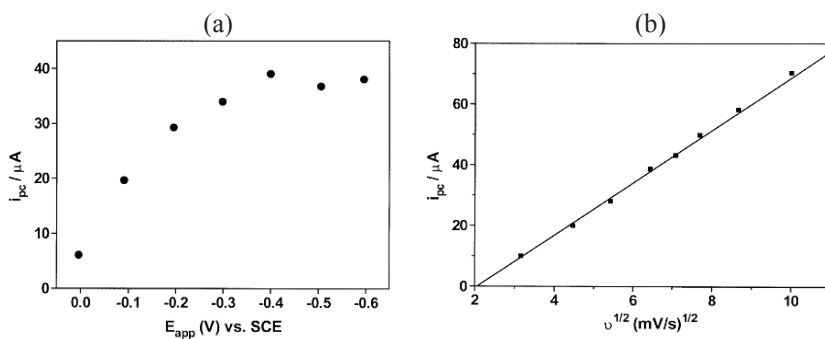 (a)
40
30
20
10
0
i_pc / μA
0.0 -0.1 -0.2 -0.3 -0.4 -0.5 -0.6
E_app (V) vs. SCE
(b)
80
60
40
20
0
i_pc / μA
2 4 6 8 10
υ^1/2 (mV/s)^1/2